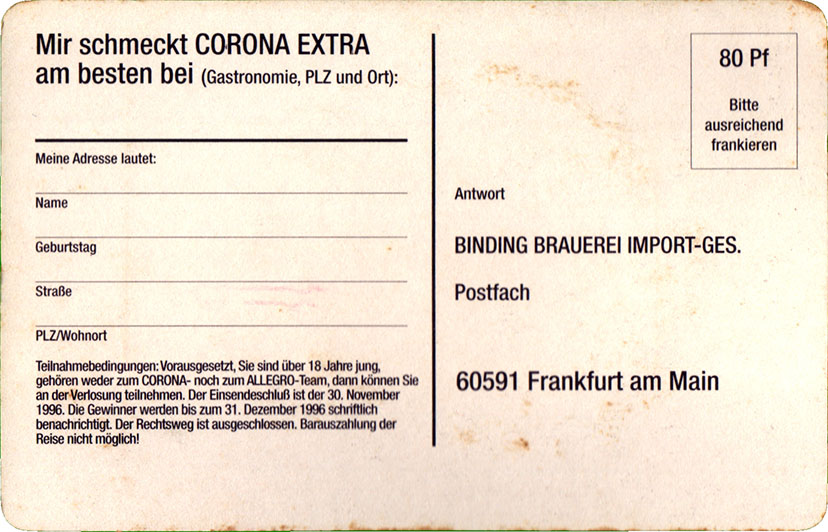 Mir schmeckt CORONA EXTRA
am besten bei (Gastronomie, PLZ und Ort):
Meine Adresse lautet:
Name
Geburtstag
Straße
PLZ/Wohnort
Teilnahmebedingungen: Vorausgesetzt, Sie sind über 18 Jahre jung,
gehören weder zum CORONA- noch zum ALLEGRO-Team, dann können Sie
an der Verlosung teilnehmen. Der Einsendeschluß ist der 30. November
1996. Die Gewinner werden bis zum 31. Dezember 1996 schriftlich
benachrichtigt. Der Rechtsweg ist ausgeschlossen. Barauszahlung der
Reise nicht möglich!
80 Pf
Bitte
ausreichend
frankieren
Antwort
BINDING BRAUEREI IMPORT-GES.
Postfach
60591 Frankfurt am Main